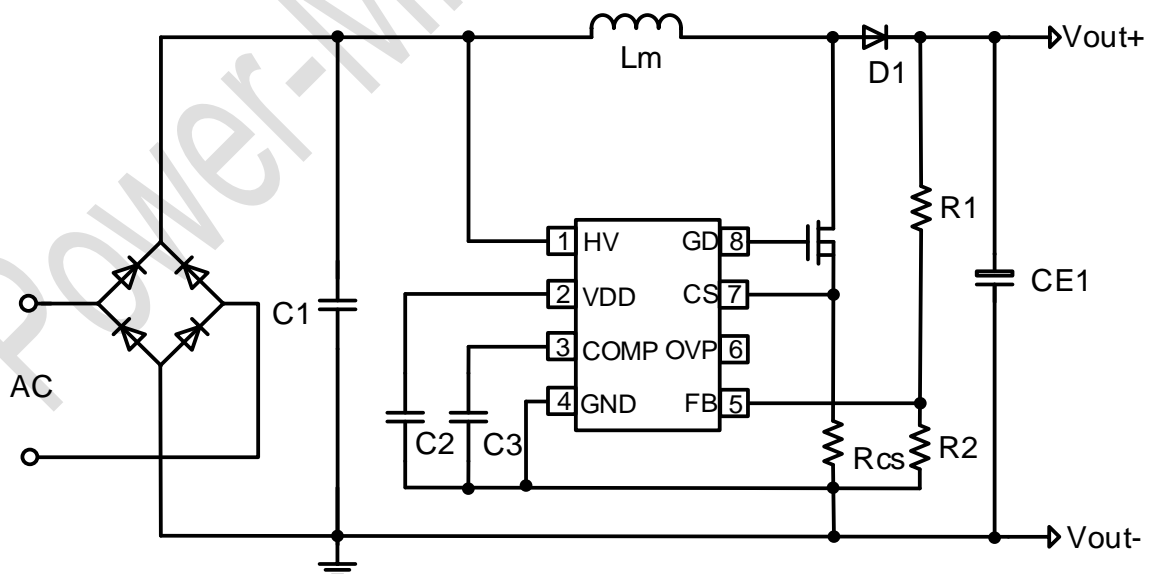 Power-M
Lm
D1
Vout+
R1
1 HV GD 8
2 VDD CS 7
3 COMP OVP 6
4 GND FB 5
C1
CE1
AC
C2
C3
Rcs
R2
Vout-